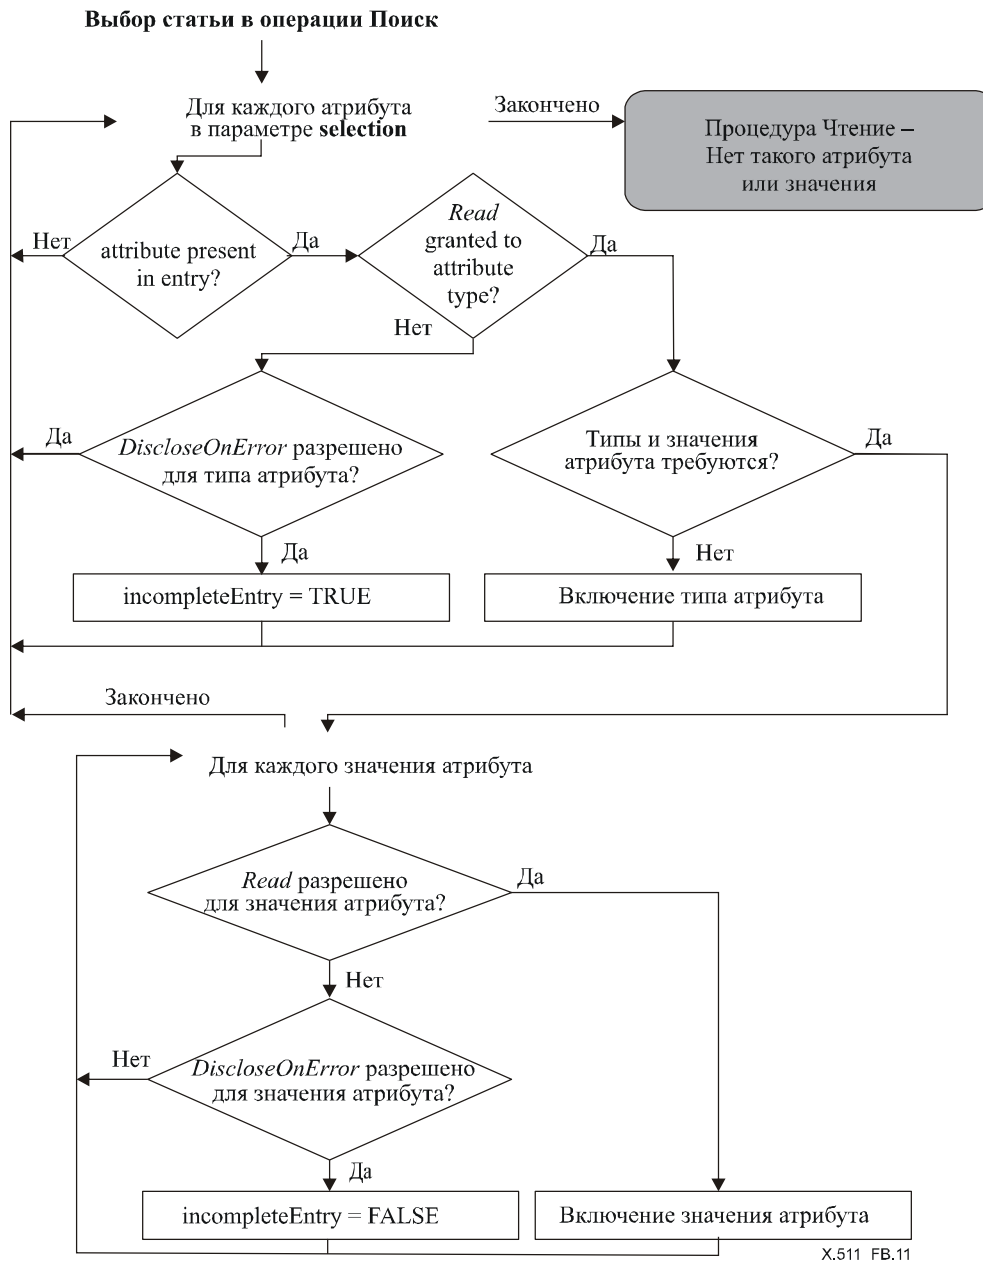 Выбор статьи в операции Поиск
Для каждого атрибута
в параметре selection
Закончено
Процедура Чтение –
Нет такого атрибута
или значения
Нет
attribute present
in entry?
Да
Read
granted to
attribute
type?
Да
Нет
Да
DiscloseOnError разрешено
для типа атрибута?
Типы и значения
атрибута требуются?
Да
Да
Нет
incompleteEntry = TRUE
Включение типа атрибута
Закончено
Для каждого значения атрибута
Read разрешено
для значения атрибута?
Да
Нет
Нет
DiscloseOnError разрешено
для значения атрибута?
Да
incompleteEntry = FALSE
Включение значения атрибута
X.511 FB.11